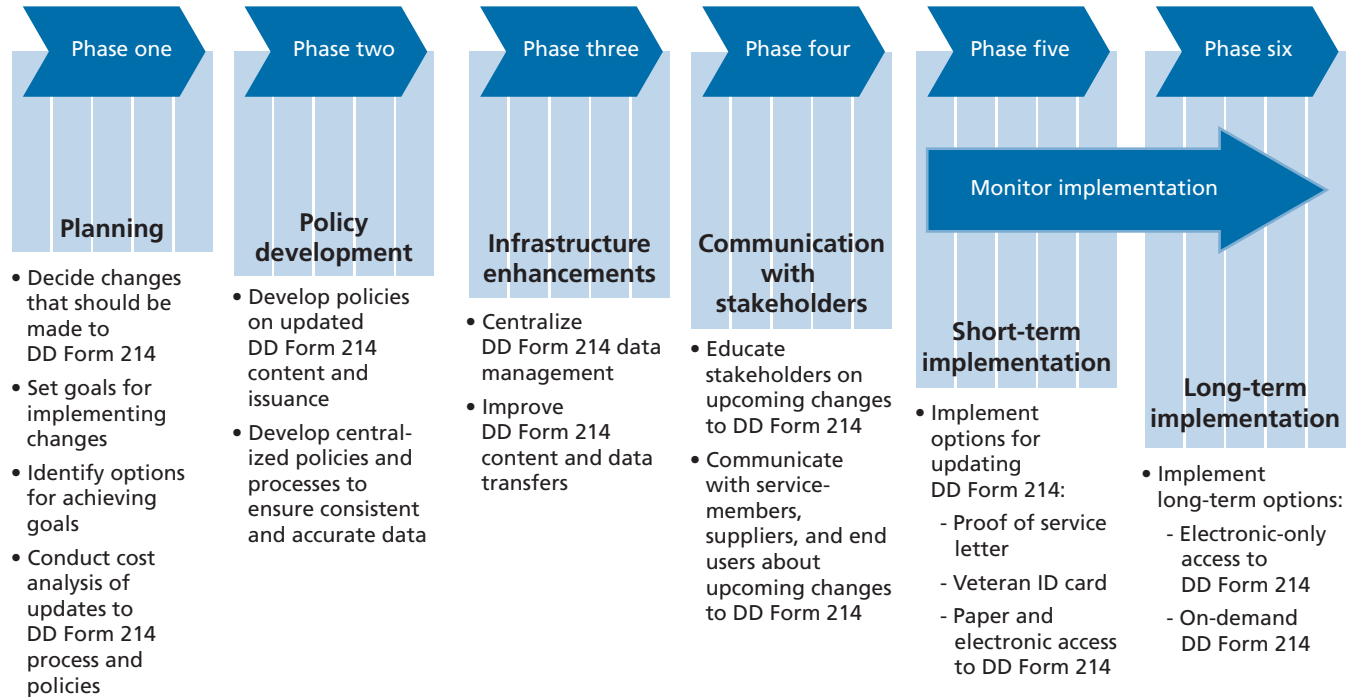 Phase one
Phase two
Phase three
Phase four
Phase five
Phase six
Monitor implementation
Planning
• Decide changes
that should be
made to
DD Form 214
• Set goals for
implementing
changes
• Identify options
for achieving
goals
• Conduct cost
analysis of
updates to
DD Form 214
process and
policies
Policy
development
• Develop policies
on updated
DD Form 214
content and
issuance
• Develop central-
ized policies and
processes to
ensure consistent
and accurate data
Infrastructure
enhancements
• Centralize
DD Form 214 data
management
• Improve
DD Form 214
content and data
transfers
Communication
with
stakeholders
• Educate
stakeholders on
upcoming changes
to DD Form 214
• Communicate
with service-
members,
suppliers, and end
users about
upcoming changes
to DD Form 214
Short-term
implementation
• Implement
options for
updating
DD Form 214:
- Proof of service
letter
- Veteran ID card
- Paper and
electronic access
to DD Form 214
Long-term
implementation
• Implement
long-term options:
- Electronic-only
access to
DD Form 214
- On-demand
DD Form 214